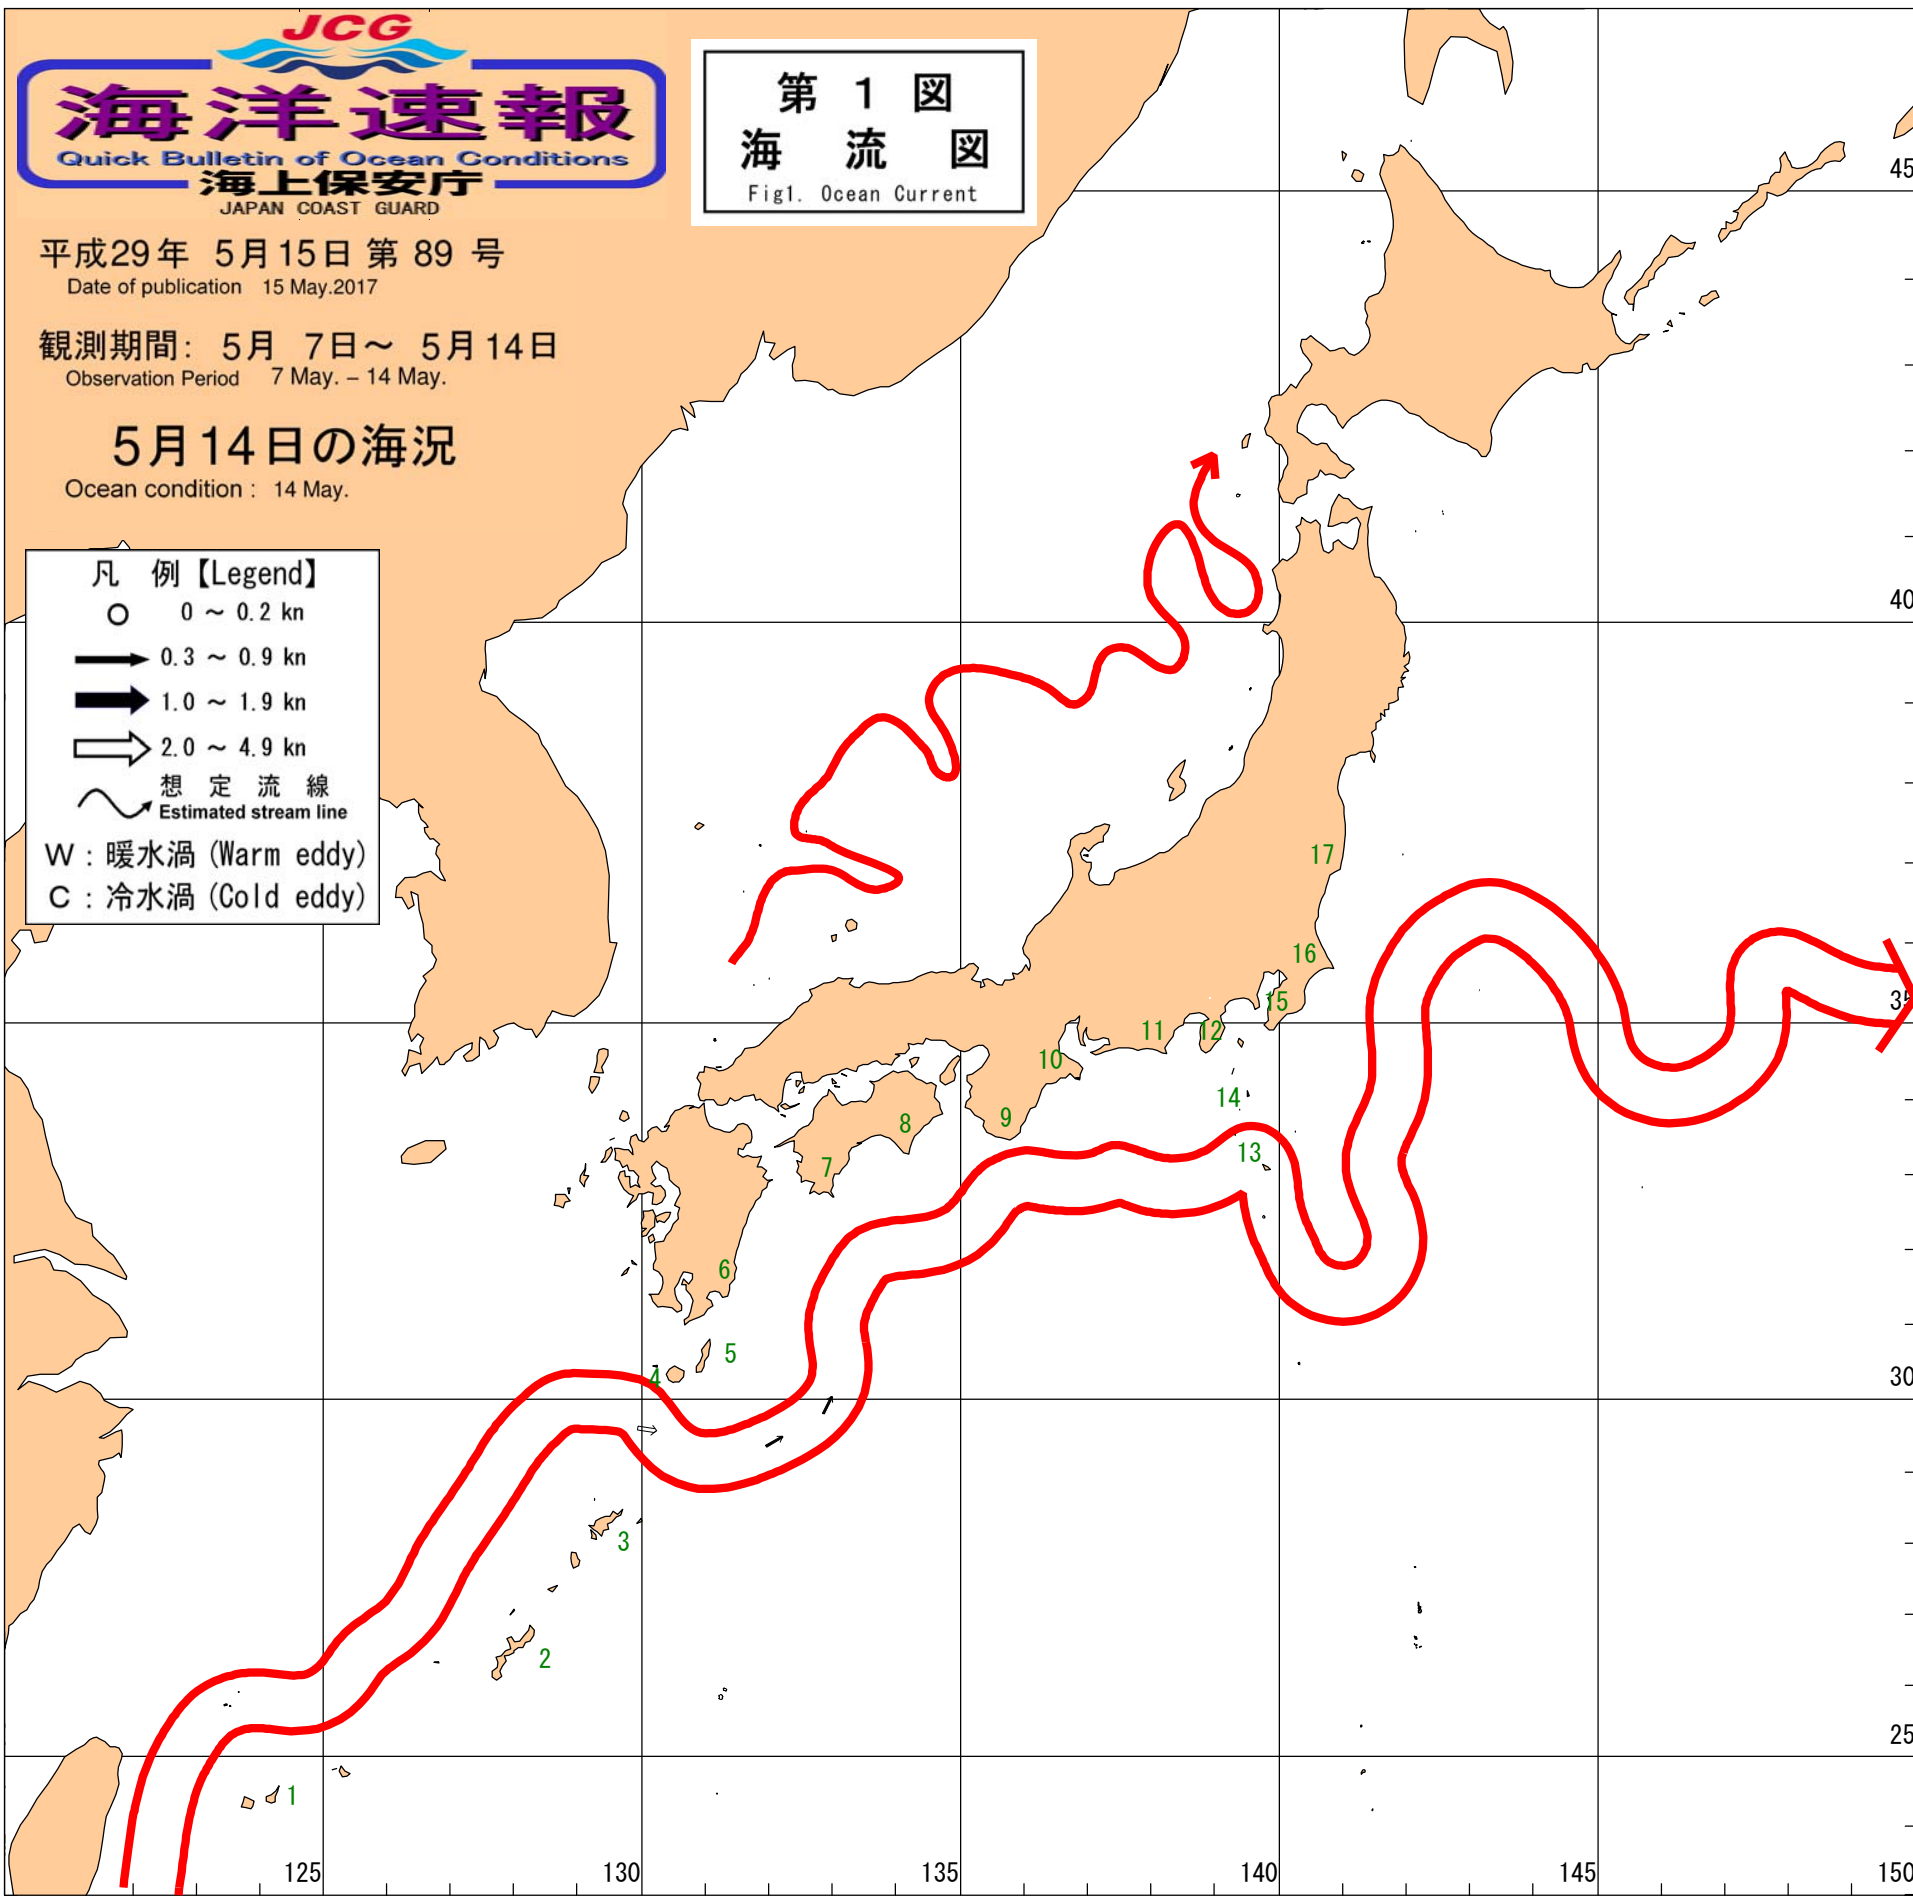 JCG
海洋速報
Quick Bulletin of Ocean Conditions
海上保安庁
JAPAN COAST GUARD
第 1 図
海 流 図
Fig1. Ocean Current
平成29年 5月15日 第 89 号
Date of publication 15 May.2017
観測期間: 5月 7日～ 5月14日
Observation Period 7 May. – 14 May.
5月14日の海況
Ocean condition : 14 May.
凡 例【Legend】
0 ～ 0.2 kn
0.3 ～ 0.9 kn
1.0 ～ 1.9 kn
2.0 ～ 4.9 kn
想 定 流 線
Estimated stream line
W : 暖水渦 (Warm eddy)
C : 冷水渦 (Cold eddy)
45
40
17
16
35
15
12
11
10
14
9
8
13
7
6
5
4
30
3
2
25
1
125
130
135
140
145
150